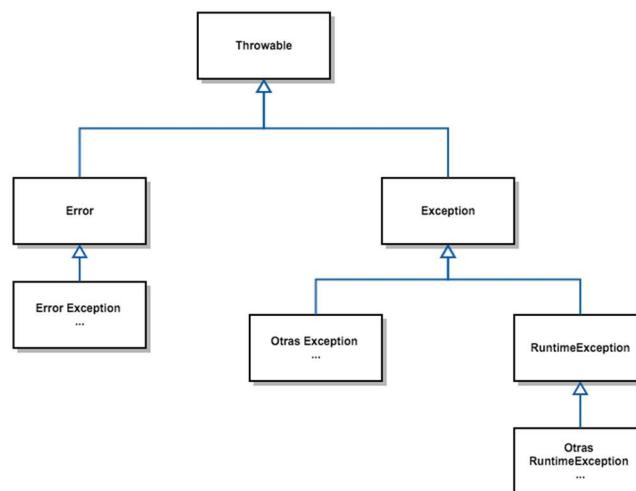 Throwable
Error
Exception
Error Exception
...
Otras Exception
...
RuntimeException
Otras
RuntimeException
...